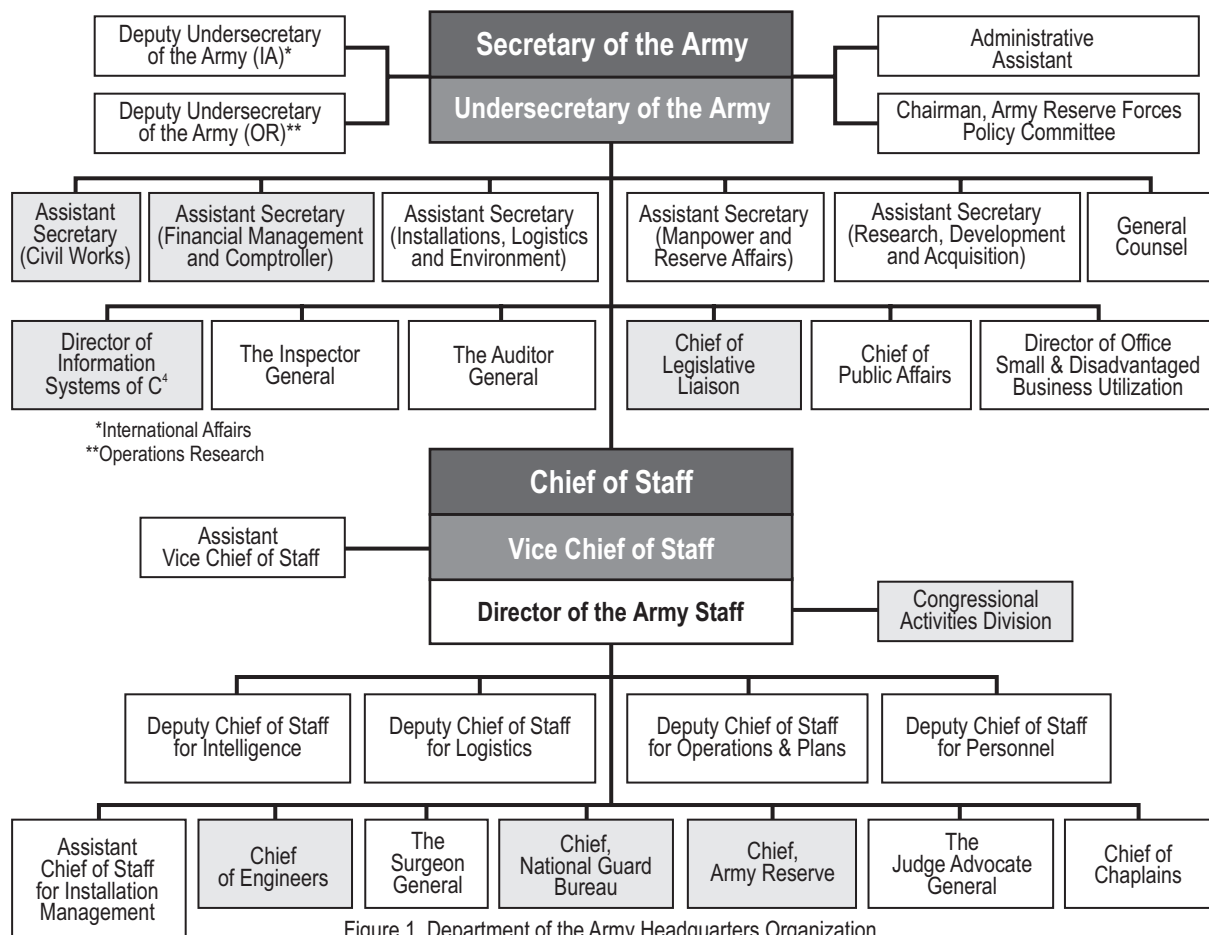 Deputy Undersecretary
of the Army (IA)*
Secretary of the Army
Administrative
Assistant
Deputy Undersecretary
of the Army (OR)**
Undersecretary of the Army
Chairman, Army Reserve Forces
Policy Committee
Assistant
Secretary
(Civil Works)
Assistant Secretary
(Financial Management
and Comptroller)
Assistant Secretary
(Installations, Logistics
and Environment)
Assistant Secretary
(Manpower and
Reserve Affairs)
Assistant Secretary
(Research, Development
and Acquisition)
General
Counsel
Director of
Information
Systems of C⁴
The Inspector
General
The Auditor
General
Chief of
Legislative
Liaison
Chief of
Public Affairs
Director of Office
Small & Disadvantaged
Business Utilization
*International Affairs
**Operations Research
Chief of Staff
Assistant
Vice Chief of Staff
Vice Chief of Staff
Director of the Army Staff
Congressional
Activities Division
Deputy Chief of Staff
for Intelligence
Deputy Chief of Staff
for Logistics
Deputy Chief of Staff
for Operations & Plans
Deputy Chief of Staff
for Personnel
Assistant
Chief of Staff
for Installation
Management
Chief
of Engineers
The
Surgeon
General
Chief,
National Guard
Bureau
Chief,
Army Reserve
The
Judge Advocate
General
Chief of
Chaplains
Figure 1. Department of the Army Headquarters Organization